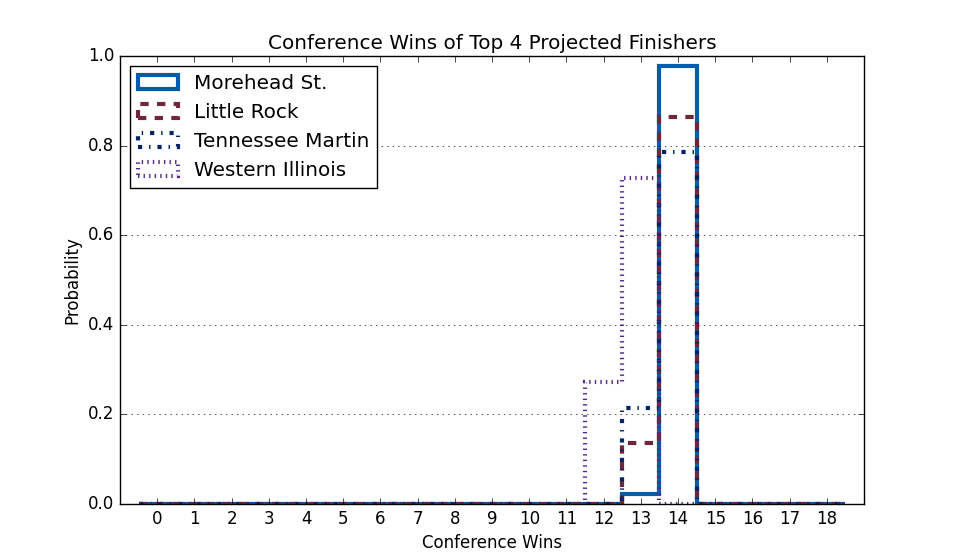 Conference Wins of Top 4 Projected Finishers
1.0
0.8
0.6
0.4
0.2
0.0
Probability
Morehead St.
Little Rock
Tennessee Martin
Western Illinois
0 1 2 3 4 5 6 7 8 9 10 11 12 13 14 15 16 17 18
Conference Wins